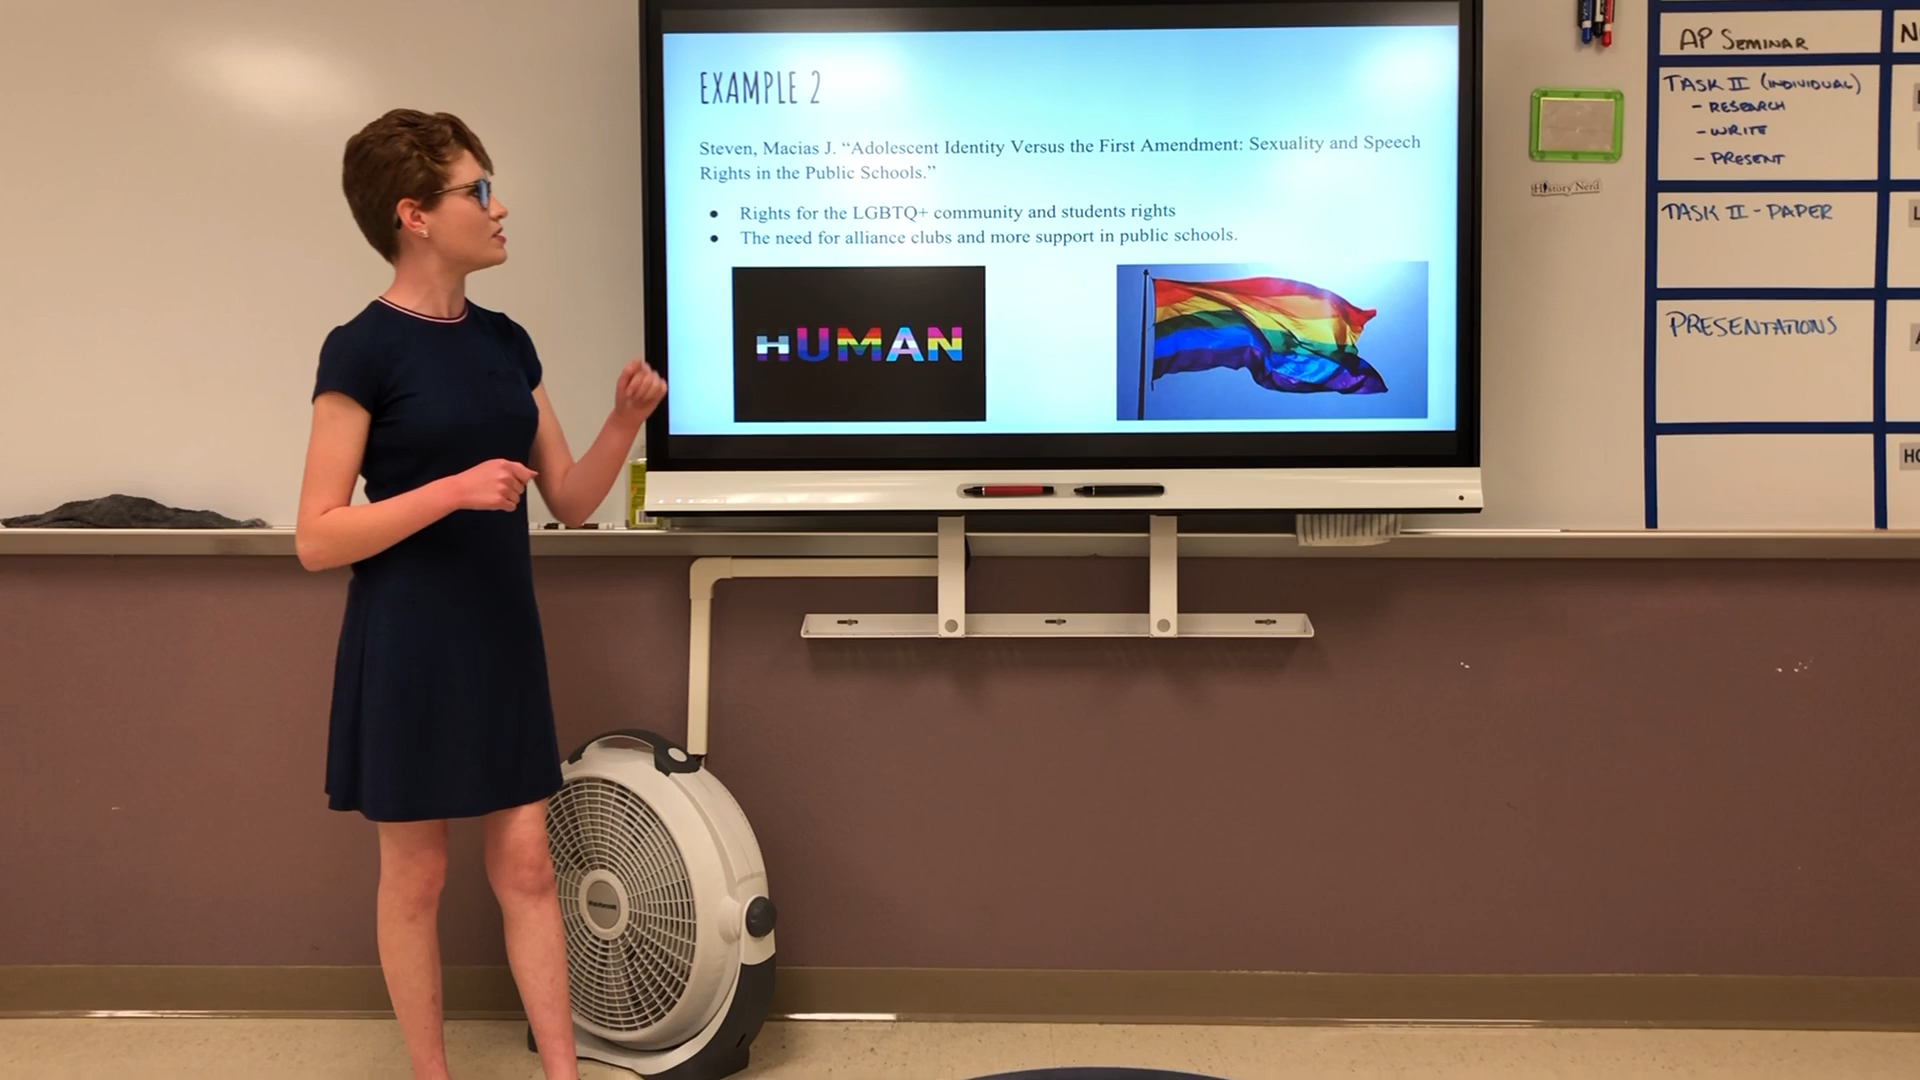 EXAMPLE 2
Steven, Macias J. “Adolescent Identity Versus the First Amendment: Sexuality and Speech
Rights in the Public Schools.”
● Rights for the LGBTQ+ community and students rights
● The need for alliance clubs and more support in public schools.
HUMAN
History Nerd
AP SEMINAR
TASK II (INDIVIDUAL)
- RESEARCH
- WRITE
- PRESENT
TASK II - PAPER
PRESENTATIONS